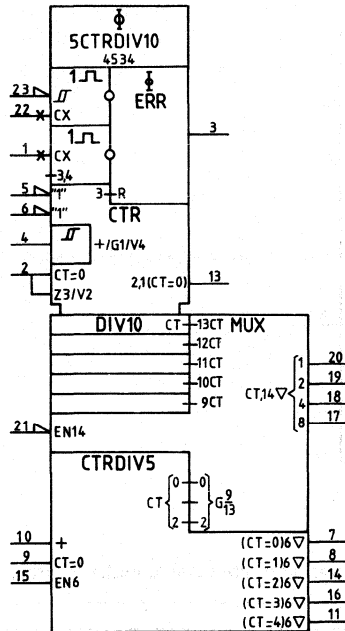 Φ
5CTRDIV10
4534
1
Φ
23
ERR
22 CX
1
3
1 CX
3,4
5 "1"
3 R
6 "1"
CTR
4
+/G1/V4
2 CT=0
2,1(CT=0) 13
Z3/V2
DIV10 CT 13CT MUX
12CT
11CT
1 20
10CT
2 19
CT,14▽
9CT
4 18
8 17
21 EN14
CTRDIV5
0 0
CT G 9/13
2 2
10 +
(CT=0)6▽ 7
9 CT=0
(CT=1)6▽ 8
15 EN6
(CT=2)6▽ 14
(CT=3)6▽ 16
(CT=4)6▽ 11